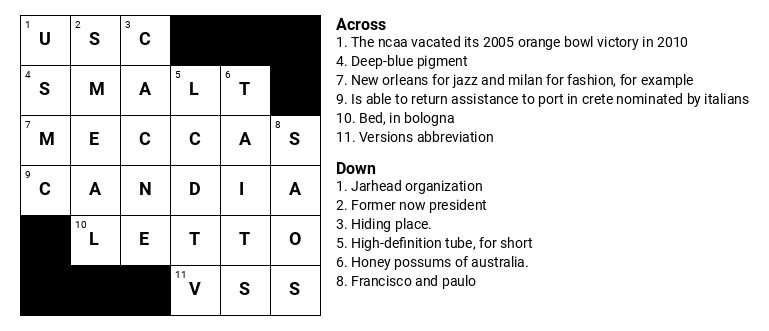 1 U 2 S 3 C
4 S M A 5 L 6 T
7 M E C C A 8 S
9 C A N D I A
10 L E T T O
11 V S S
Across
1. The ncaa vacated its 2005 orange bowl victory in 2010
4. Deep-blue pigment
7. New orleans for jazz and milan for fashion, for example
9. Is able to return assistance to port in crete nominated by italians
10. Bed, in bologna
11. Versions abbreviation
Down
1. Jarhead organization
2. Former now president
3. Hiding place.
5. High-definition tube, for short
6. Honey possums of australia.
8. Francisco and paulo